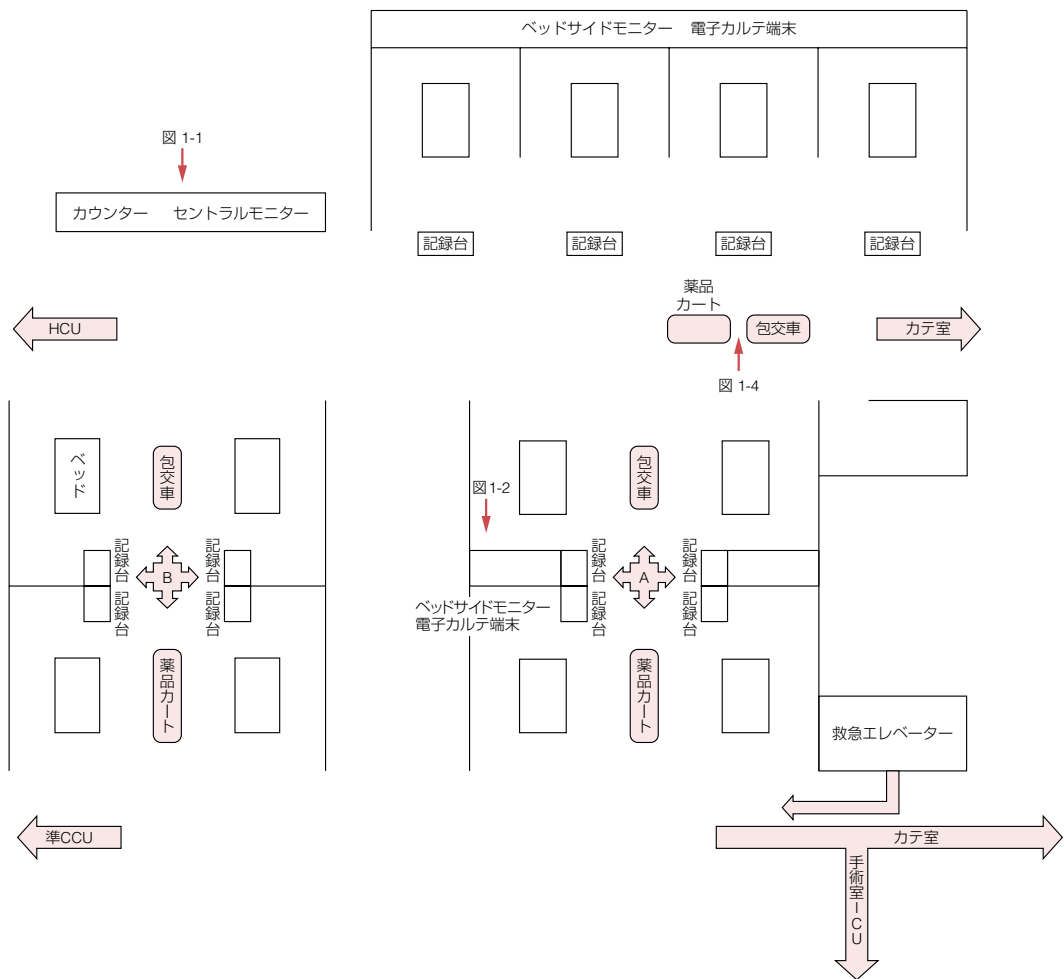 ベッドサイドモニター 電子カルテ端末
図 1-1
カウンター セントラルモニター
記録台
記録台
記録台
記録台
薬品
カート
包交車
HCU
カテ室
図 1-4
ベッド
包交車
包交車
図1-2
記録台
B
記録台
記録台
A
記録台
記録台
記録台
ベッドサイドモニター
電子カルテ端末
記録台
記録台
薬品カート
薬品カート
救急エレベーター
準CCU
カテ室
手術室ーICU